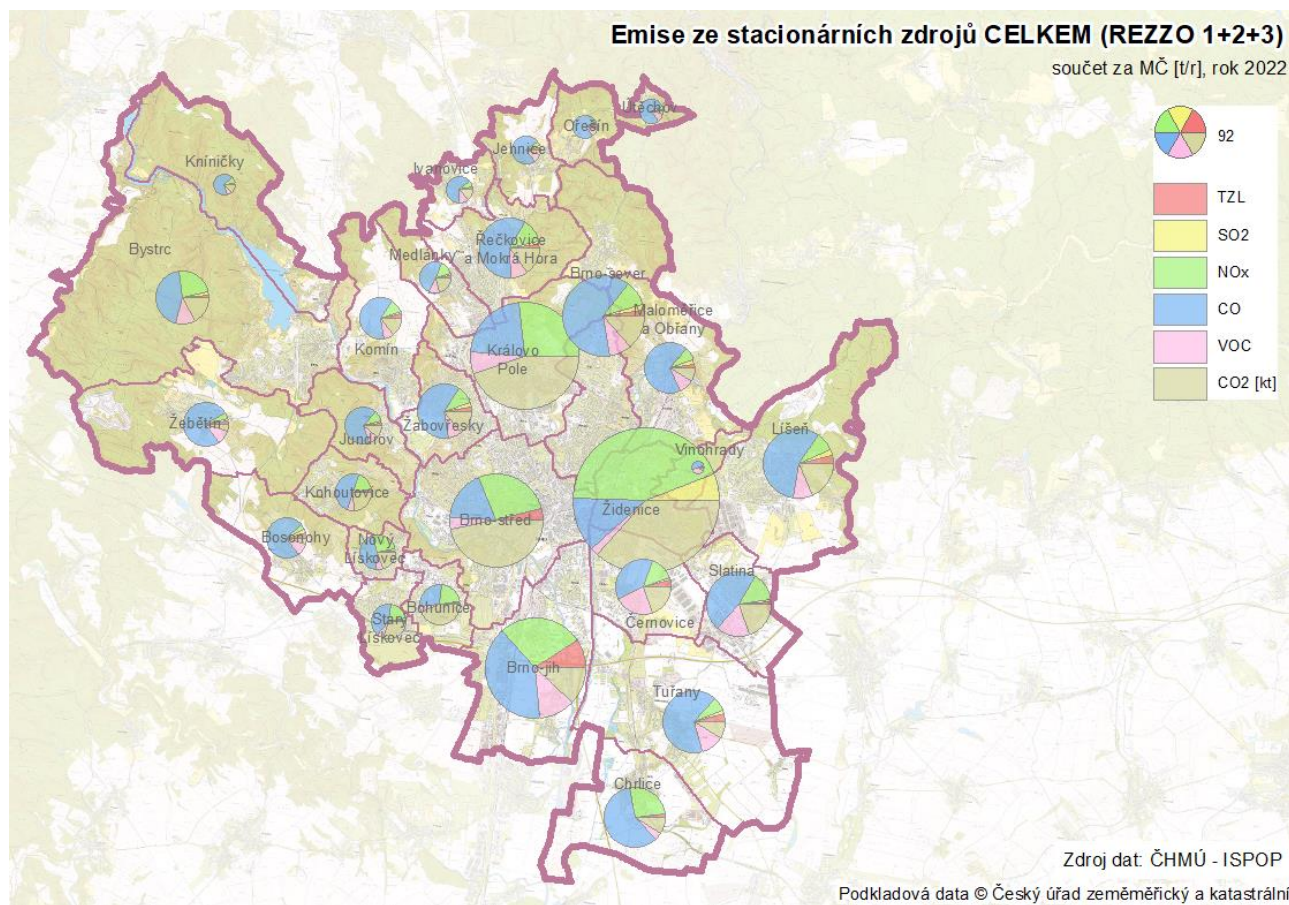 Emise ze stacionárních zdrojů CELKEM (REZZO 1+2+3)
součet za MČ [t/r], rok 2022
92
TZL
SO2
NOx
CO
VOC
CO2 [kt]
Útěchov
Ořešín
Jehnice
Kníničky
Ivanovice
Řečkovice
a Mokrá Hora
Bystrc
Medlánky
Brno-sever
Maloměřice
a Obřany
Komín
Královo
Pole
Žebětín
Jundrov
Žabovřesky
Vinohrady
Líšeň
Kohoutovice
Brno-střed
Židenice
Bosonohy
Nový
Lískovec
Slatina
Bohunice
Starý
Lískovec
Černovice
Brno-jih
Tuřany
Chrlice
Zdroj dat: ČHMÚ - ISPOP
Podkladová data © Český úřad zeměměřický a katastrální